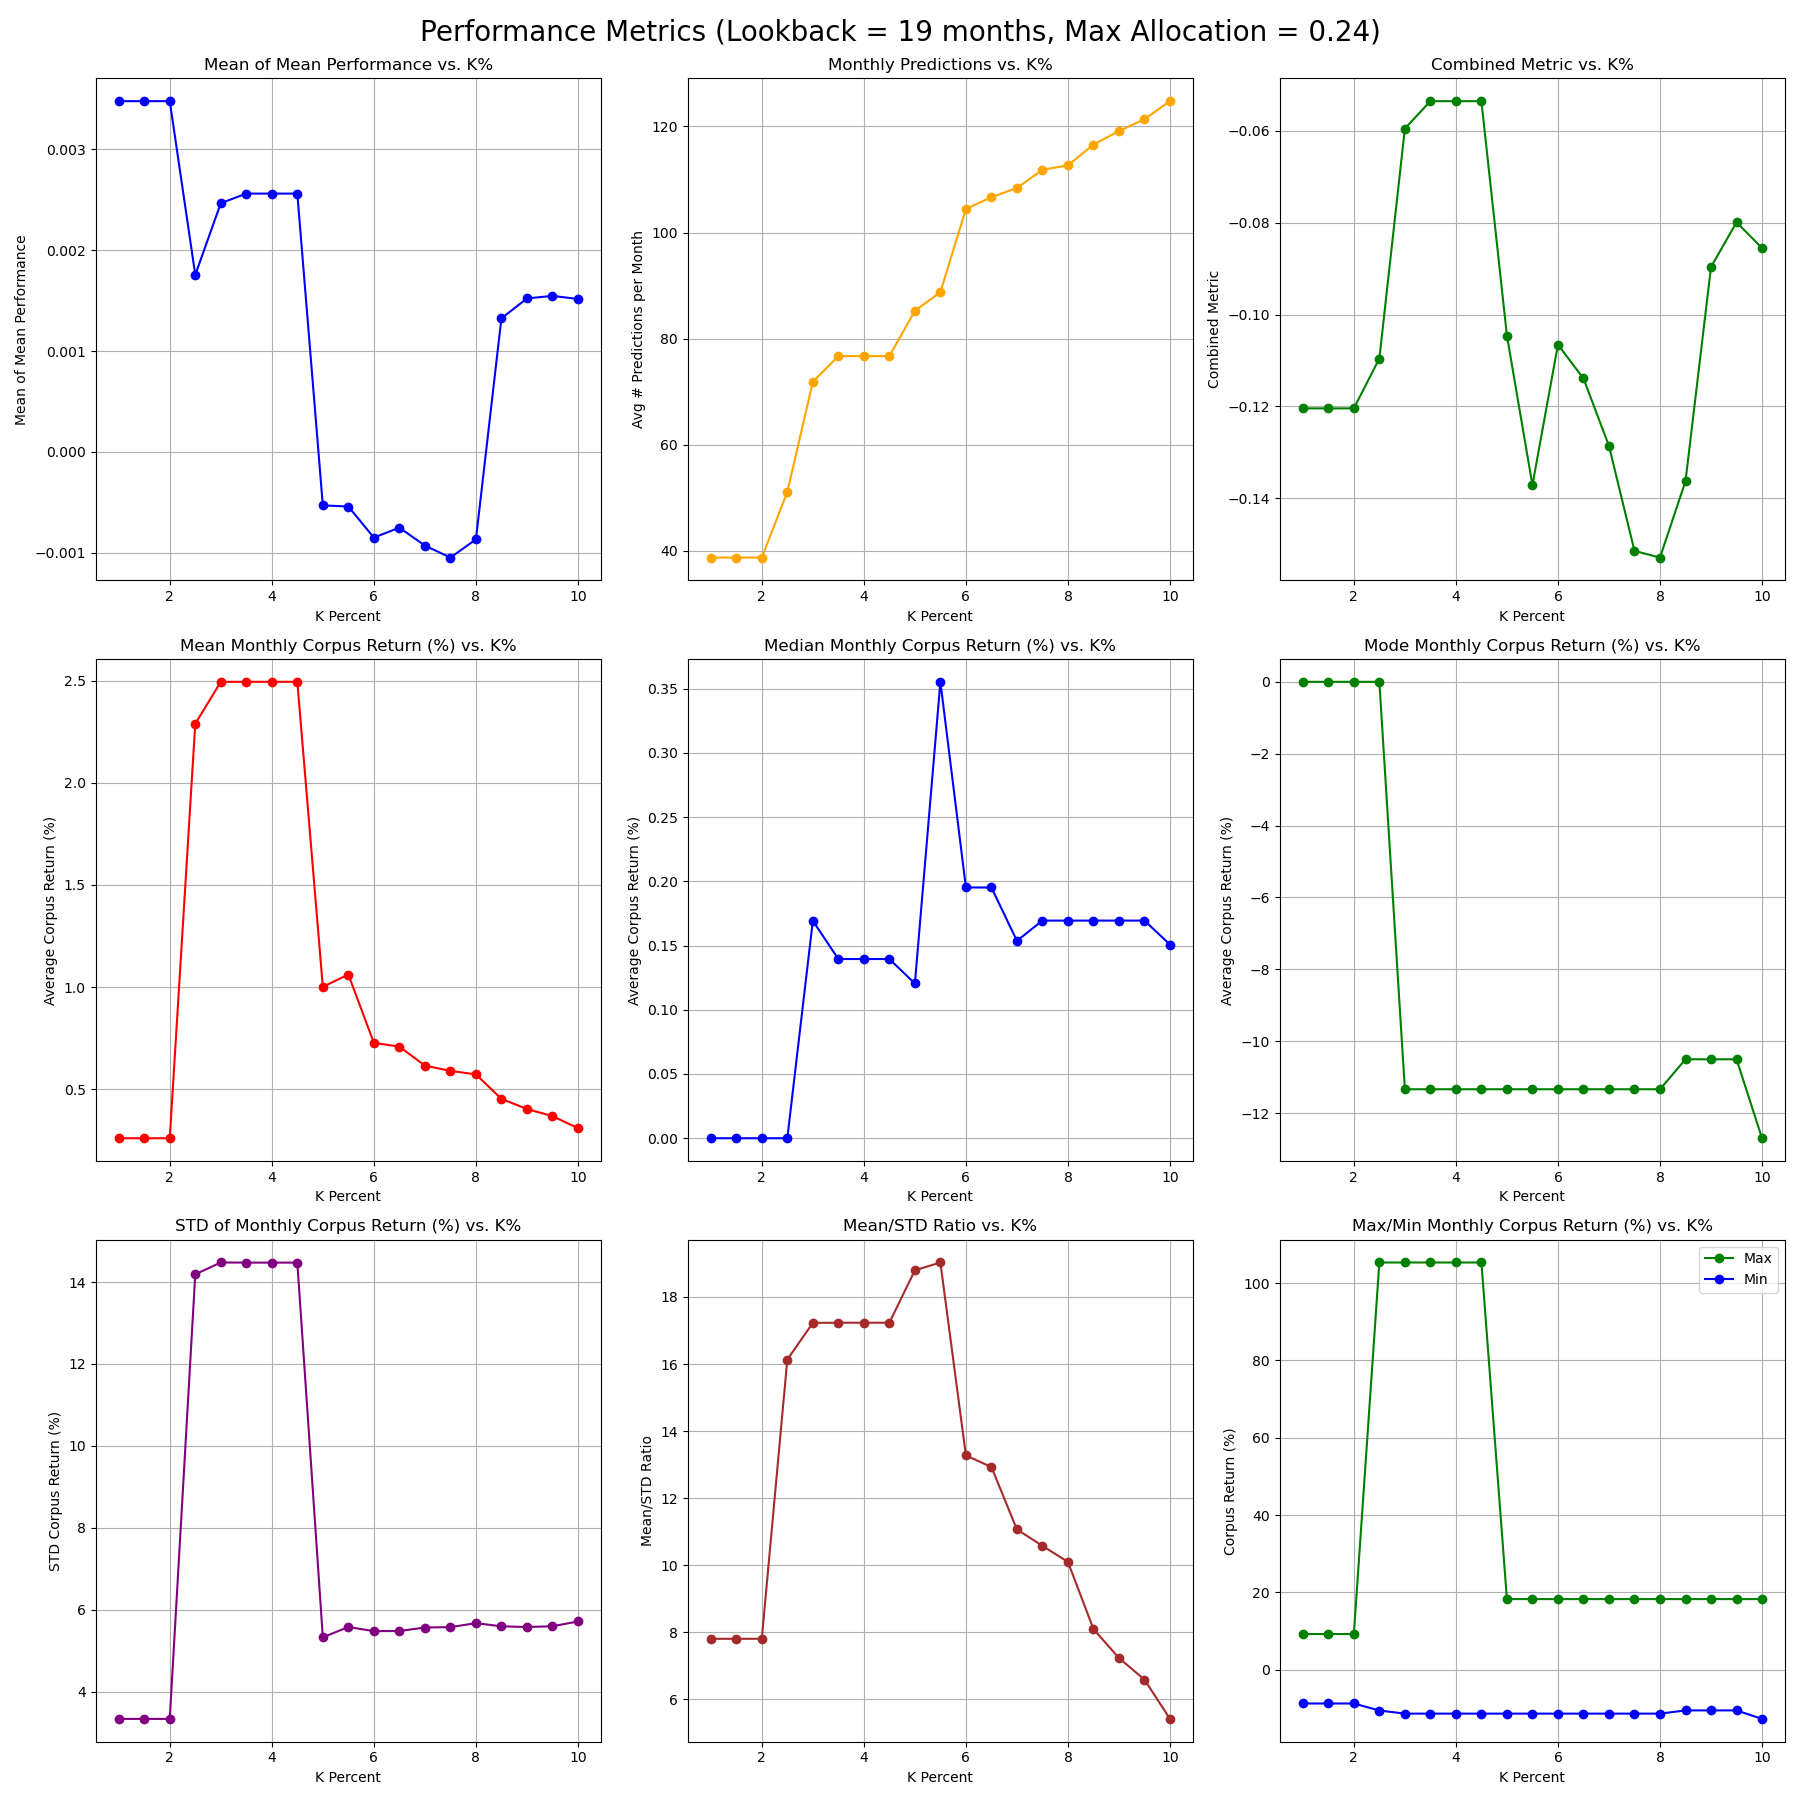 Performance Metrics (Lookback = 19 months, Max Allocation = 0.24)
Mean of Mean Performance vs. K%
Mean of Mean Performance
0.003
0.002
0.001
0.000
−0.001
2 4 6 8 10
K Percent
Monthly Predictions vs. K%
Avg # Predictions per Month
120
100
80
60
40
2 4 6 8 10
K Percent
Combined Metric vs. K%
Combined Metric
−0.06
−0.08
−0.10
−0.12
−0.14
2 4 6 8 10
K Percent
Mean Monthly Corpus Return (%) vs. K%
Average Corpus Return (%)
2.5
2.0
1.5
1.0
0.5
2 4 6 8 10
K Percent
Median Monthly Corpus Return (%) vs. K%
Average Corpus Return (%)
0.35
0.30
0.25
0.20
0.15
0.10
0.05
0.00
2 4 6 8 10
K Percent
Mode Monthly Corpus Return (%) vs. K%
Average Corpus Return (%)
0
−2
−4
−6
−8
−10
−12
2 4 6 8 10
K Percent
STD of Monthly Corpus Return (%) vs. K%
STD Corpus Return (%)
14
12
10
8
6
4
2 4 6 8 10
K Percent
Mean/STD Ratio vs. K%
Mean/STD Ratio
18
16
14
12
10
8
6
2 4 6 8 10
K Percent
Max/Min Monthly Corpus Return (%) vs. K%
Corpus Return (%)
Max
Min
100
80
60
40
20
0
2 4 6 8 10
K Percent